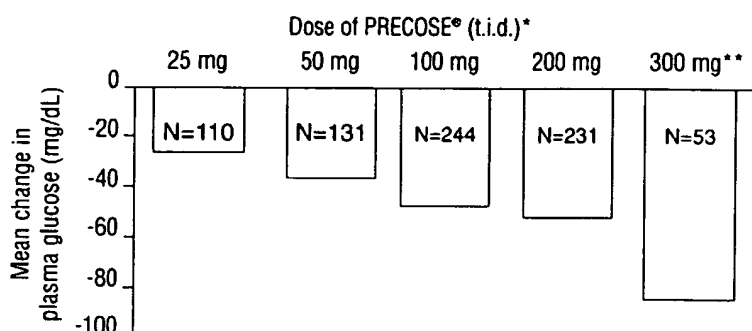 Dose of PRECOSE® (t.i.d.)*
25 mg 50 mg 100 mg 200 mg 300 mg**
Mean change in
plasma glucose (mg/dL)
0
-20
-40
-60
-80
-100
N=110 N=131 N=244 N=231 N=53